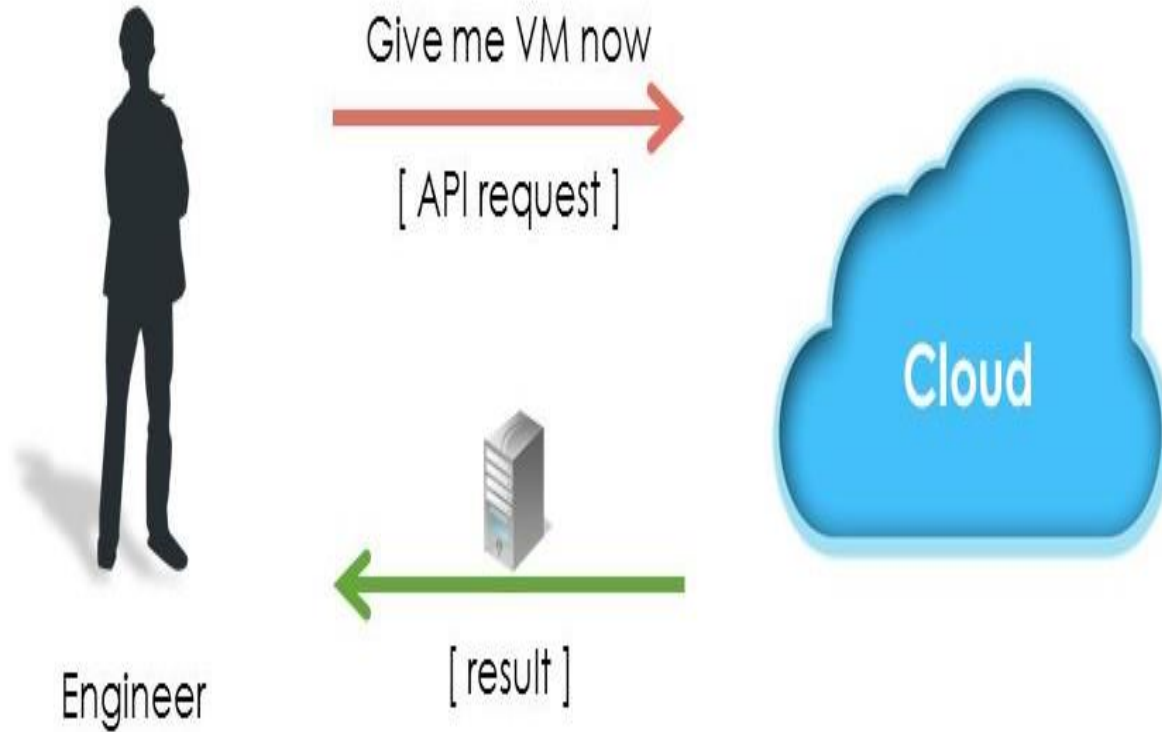 Give me VM now
[ API request ]
Cloud
[ result ]
Engineer